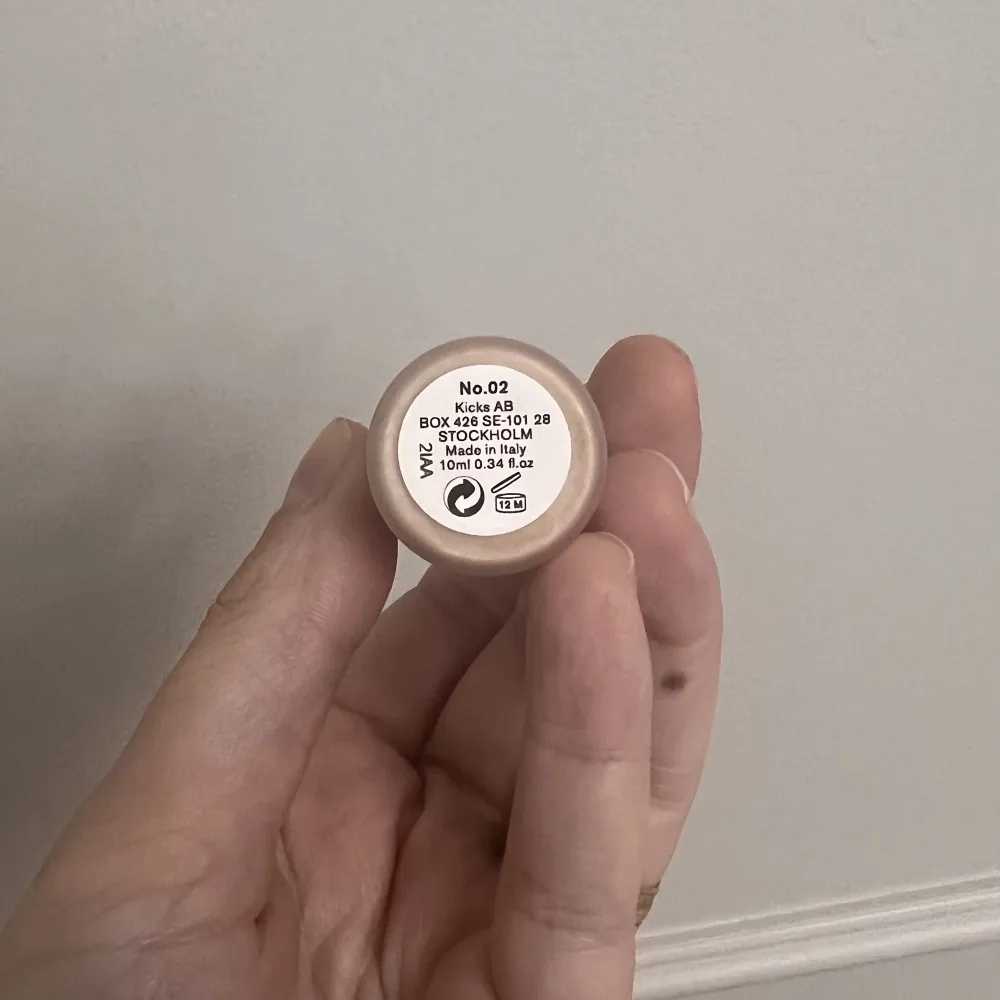 No.02
Kicks AB
BOX 426 SE-101 28
STOCKHOLM
Made in Italy
10ml 0.34 fl.oz
2IAA
12 M